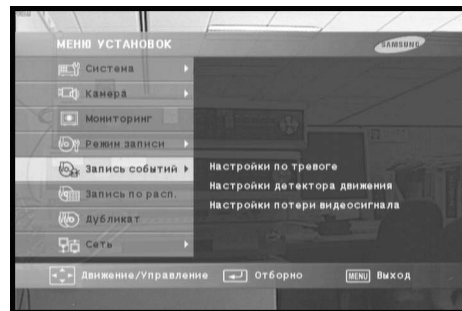 МЕНЮ УСТАНОВОК
SAMSUNG
Система
Камера
Мониторинг
Режим записи
Запись событий
Настройки по тревоге
Настройки детектора движения
Запись по расп.
Настройки потери видеосигнала
Дубликат
Сеть
Движение/Управление
Отборно
MENU
Выход